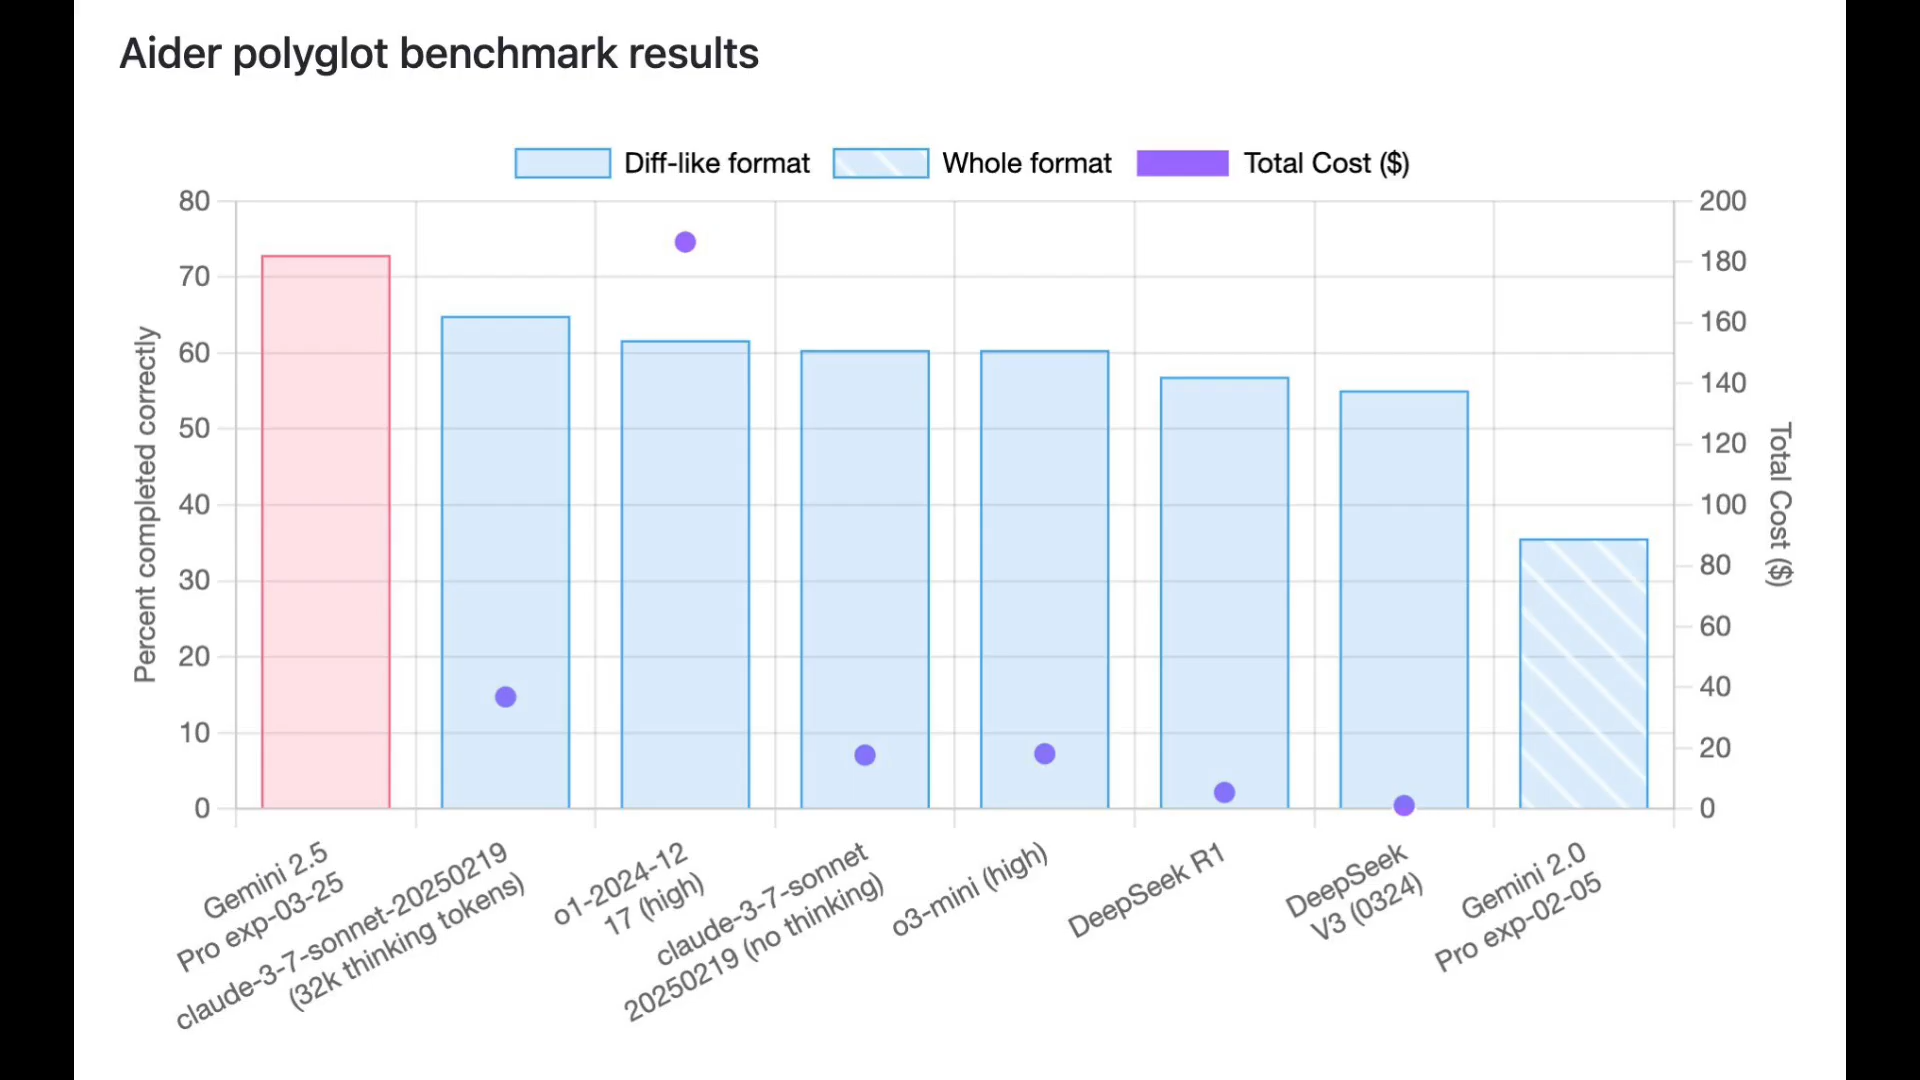 Aider polyglot benchmark results
Diff-like format
Whole format
Total Cost ($)
80
70
60
50
40
30
20
10
0
Percent completed correctly
200
180
160
140
120
100
80
60
40
20
0
Total Cost ($)
Gemini 2.5
Pro exp-03-25
claude-3-7-sonnet-20250219
(32k thinking tokens)
o1-2024-12
17 (high)
claude-3-7-sonnet
20250219 (no thinking)
o3-mini (high)
DeepSeek R1
DeepSeek
V3 (0324)
Gemini 2.0
Pro exp-02-05